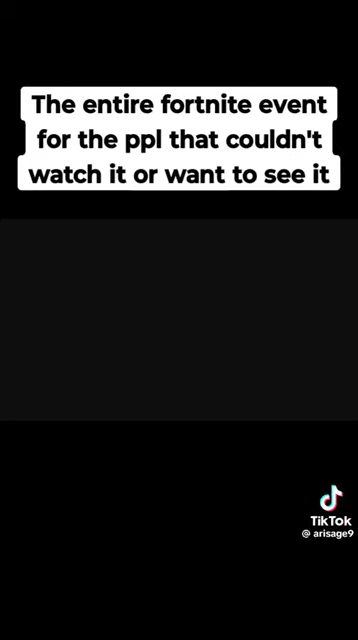 The entire fortnite event
for the ppl that couldn't
watch it or want to see it
TikTok
@ arisage9